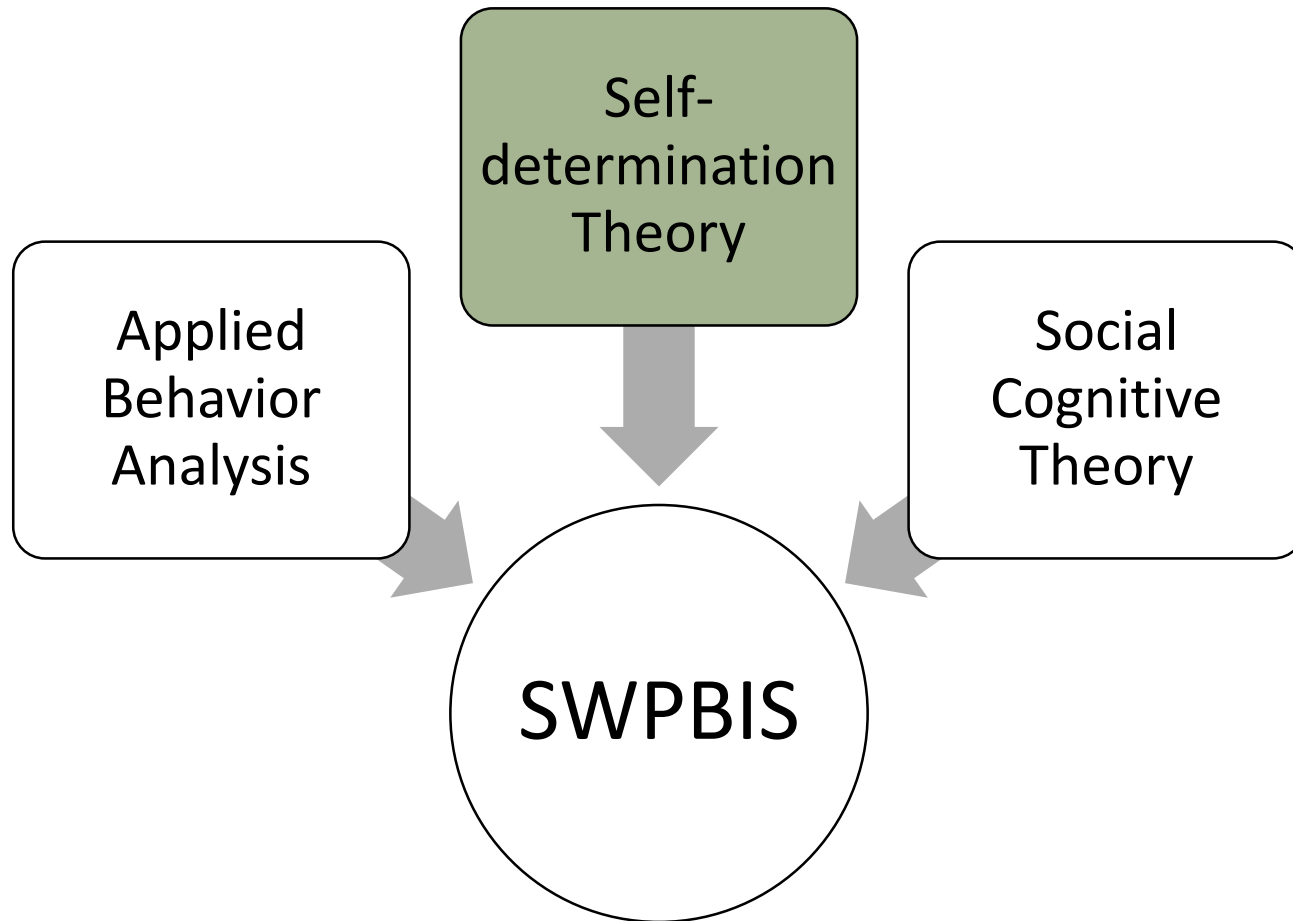 Self-
determination
Theory
Applied
Behavior
Analysis
Social
Cognitive
Theory
SWPBIS